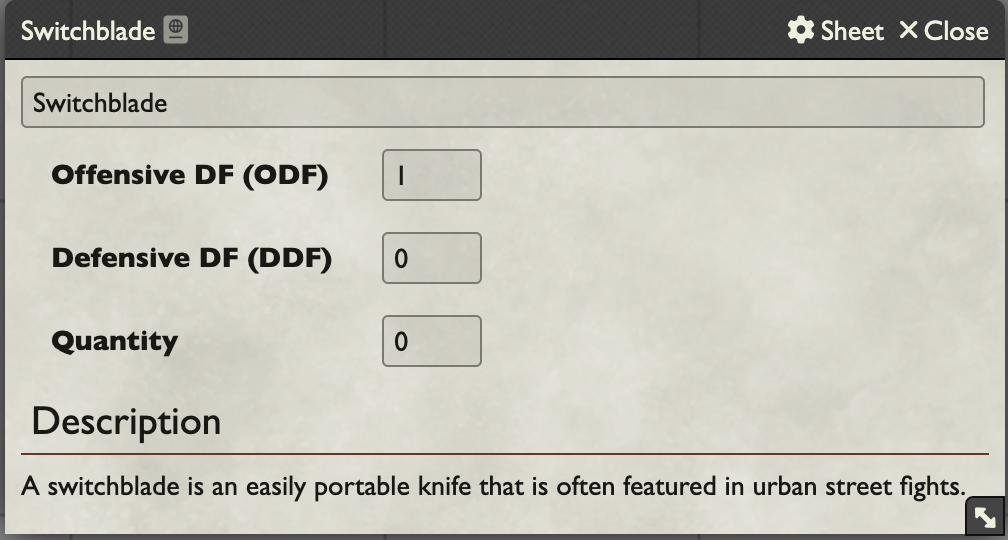 Switchblade
Sheet
Close
Switchblade
Offensive DF (ODF)
1
Defensive DF (DDF)
0
Quantity
0
Description
A switchblade is an easily portable knife that is often featured in urban street fights.